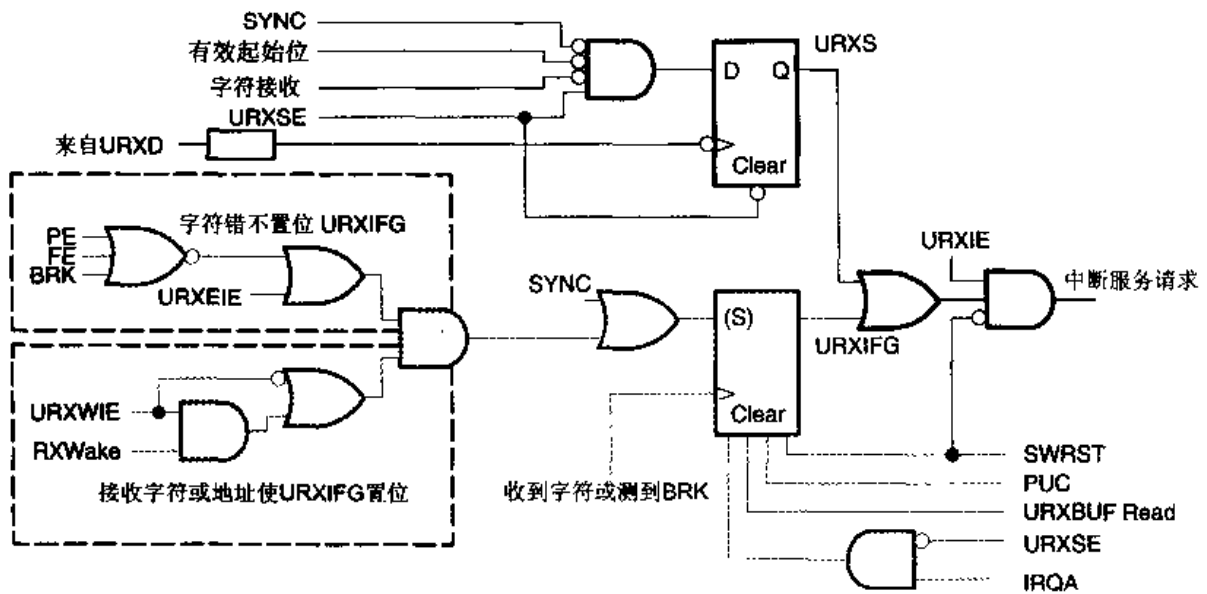 SYNC
有效起始位
字符接收
URXSE
来自URXD
D Q
Clear
URXS
字符错不置位 URXIFG
PE
FE
BRK
URXEIE
URXWIE
RXWake
接收字符或地址使URXIFG置位
SYNC
(S)
Clear
收到字符或测到BRK
URXIFG
URXIE
中断服务请求
SWRST
PUC
URXBUF Read
URXSE
IRQA